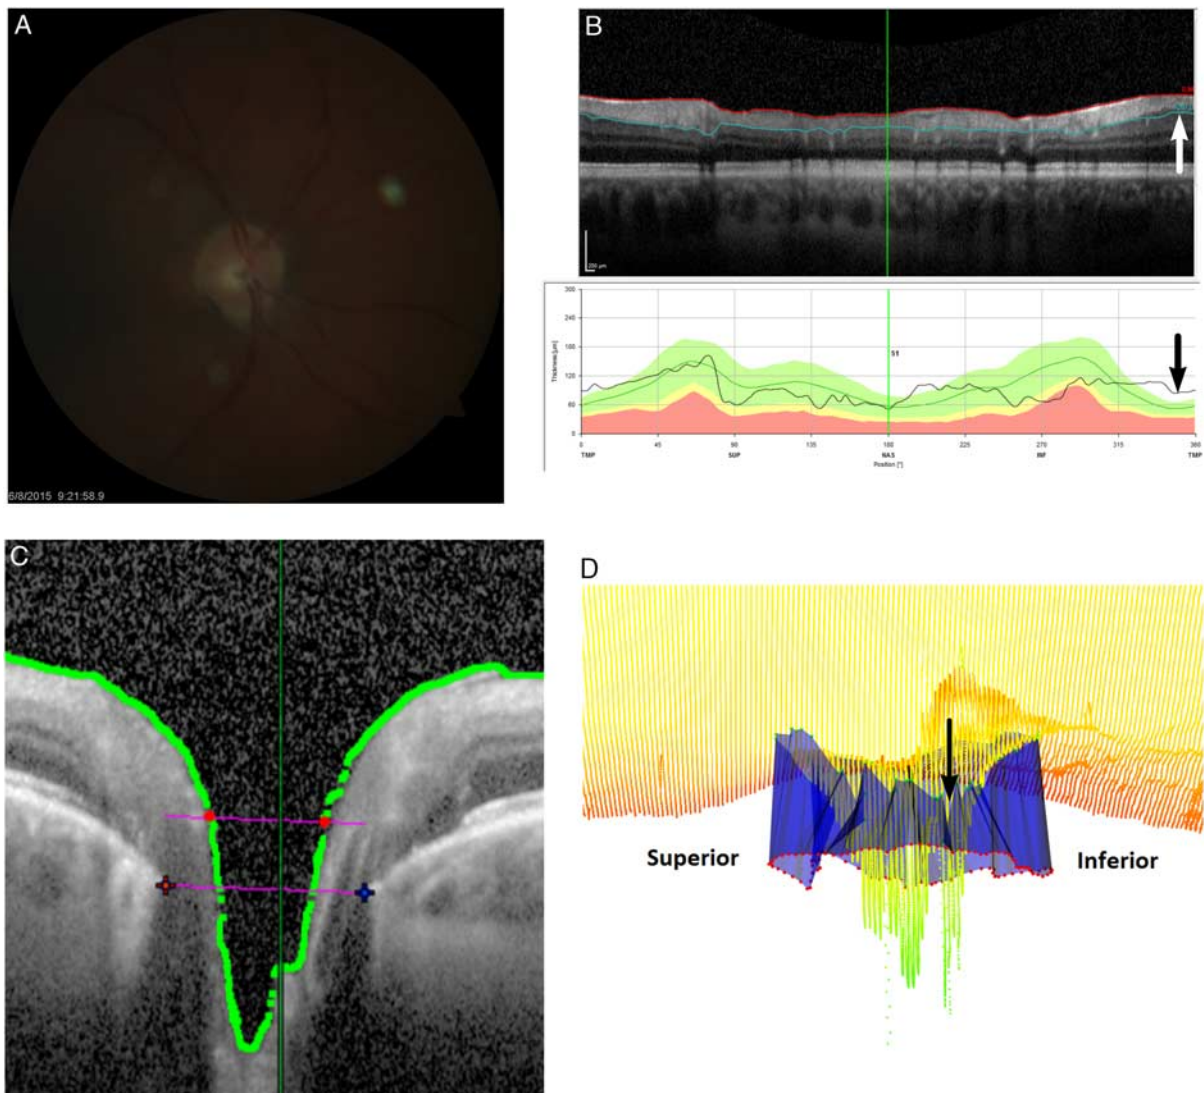 A
6/8/2015 9:21:58.9
B
200 µm
Thickness [µm]
300
240
180
120
60
0
51
0 45 90 135 180 225 270 315 360
TMP SUP NAS INF TMP
Position [°]
C
D
Superior
Inferior